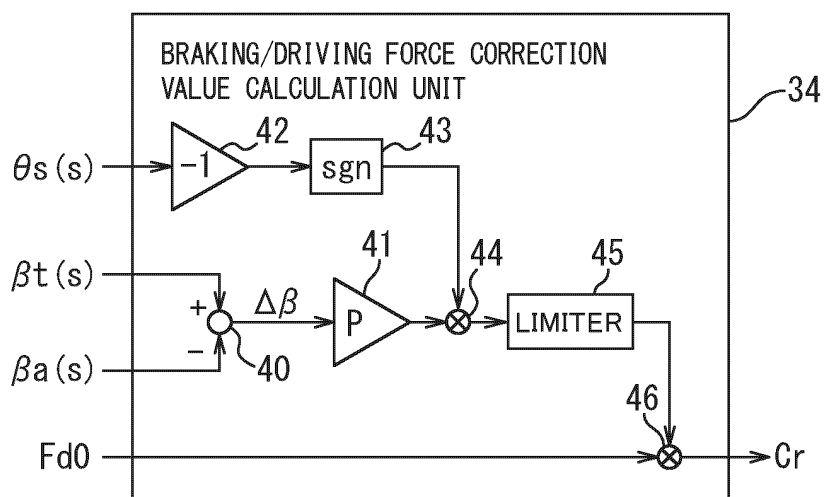 BRAKING/DRIVING FORCE CORRECTION
VALUE CALCULATION UNIT
34
42
43
θs(s)
-1
sgn
41
44
45
βt(s)
+
Δβ
P
LIMITER
-
40
βa(s)
46
Fd0
Cr